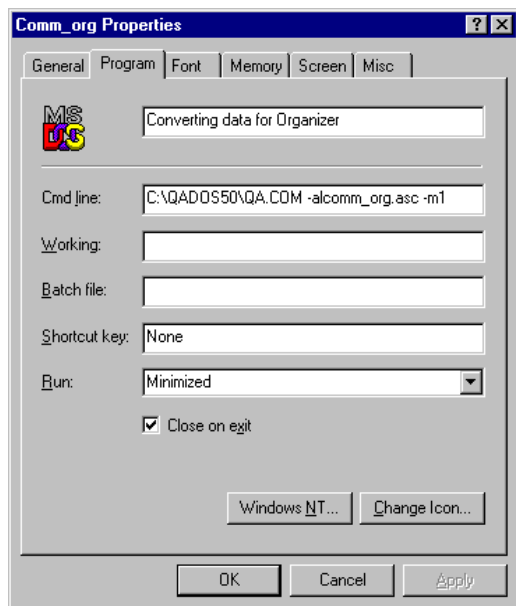 Comm_org Properties
General Program Font Memory Screen Misc
MS
DOS
Converting data for Organizer
Cmd line: C:\QADOS50\QA.COM -alcomm_org.asc -m1
Working:
Batch file:
Shortcut key: None
Run: Minimized
Close on exit
Windows NT... Change Icon...
OK Cancel Apply